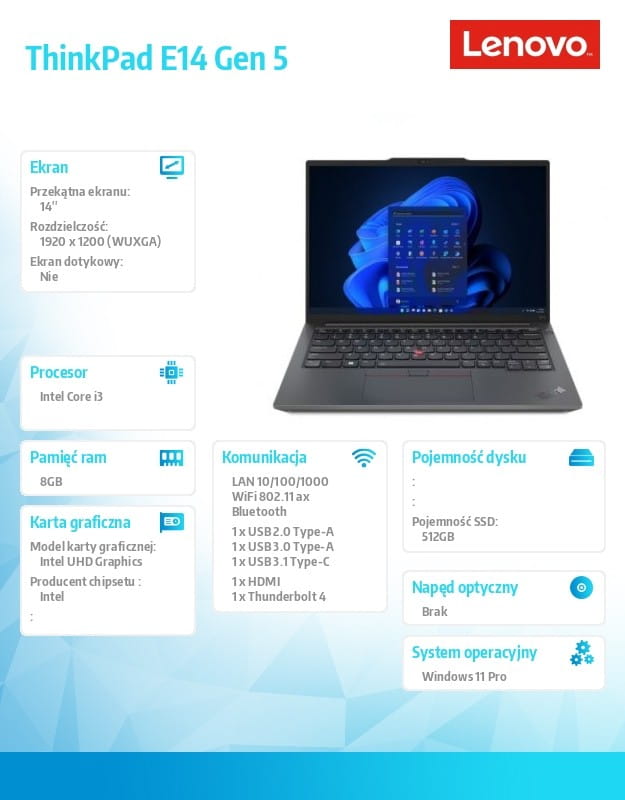 ThinkPad E14 Gen 5
Lenovo
Ekran
Przekątna ekranu:
14"
Rozdzielczość:
1920 x 1200 (WUXGA)
Ekran dotykowy:
Nie
Procesor
Intel Core i3
Pamięć ram
8GB
Karta graficzna
Model karty graficznej:
Intel UHD Graphics
Producent chipsetu :
Intel
:
Komunikacja
LAN 10/100/1000
WiFi 802.11 ax
Bluetooth
1 x USB 2.0 Type-A
1 x USB 3.0 Type-A
1 x USB 3.1 Type-C
1 x HDMI
1 x Thunderbolt 4
Pojemność dysku
:
:
Pojemność SSD:
512GB
Napęd optyczny
Brak
System operacyjny
Windows 11 Pro